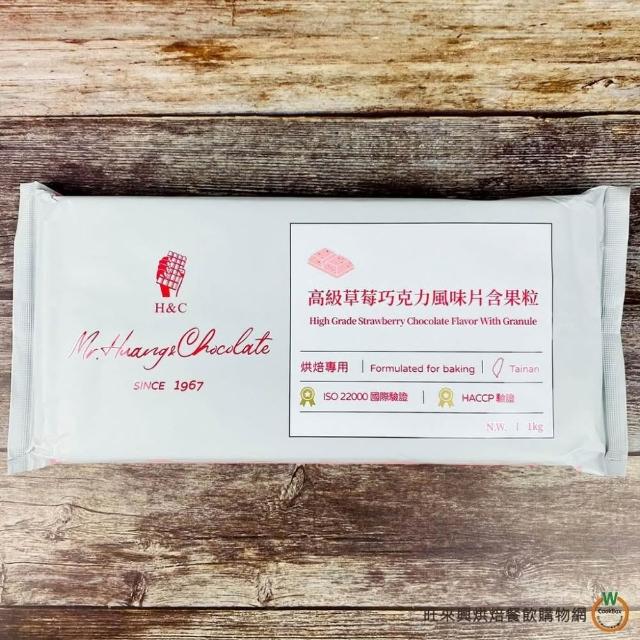 H&C
Mr. Huang's Chocolate
SINCE 1967
高級草莓巧克力風味片含果粒
High Grade Strawberry Chocolate Flavor With Granule
烘焙專用 | Formulated for baking | Tainan
ISO 22000 國際驗證 | HACCP 驗證
N.W. | 1kg
旺來興烘焙餐飲購物網
W
CookBox